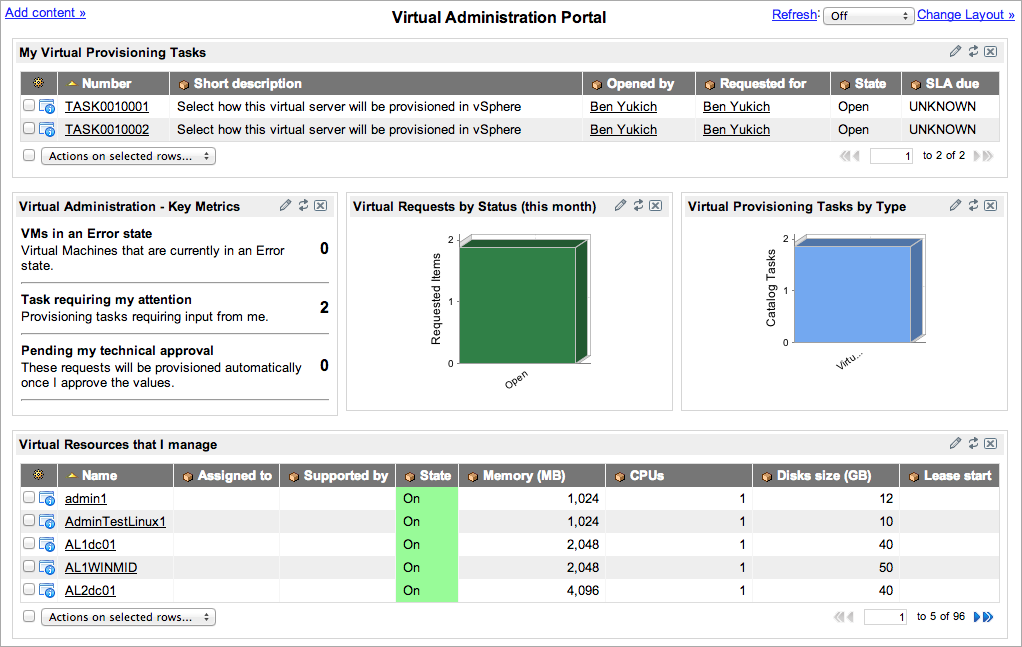 Add content »
Virtual Administration Portal
Refresh: Off Change Layout »
My Virtual Provisioning Tasks
Number Short description Opened by Requested for State SLA due
TASK0010001 Select how this virtual server will be provisioned in vSphere Ben Yukich Ben Yukich Open UNKNOWN
TASK0010002 Select how this virtual server will be provisioned in vSphere Ben Yukich Ben Yukich Open UNKNOWN
Actions on selected rows... 1 to 2 of 2
Virtual Administration - Key Metrics
VMs in an Error state
Virtual Machines that are currently in an Error
state.
0
Task requiring my attention
Provisioning tasks requiring input from me.
2
Pending my technical approval
These requests will be provisioned automatically
once I approve the values.
0
Virtual Requests by Status (this month)
Requested Items
2
1
0
Open
Virtual Provisioning Tasks by Type
Catalog Tasks
2
1
0
Virtu...
Virtual Resources that I manage
Name Assigned to Supported by State Memory (MB) CPUs Disks size (GB) Lease start
admin1 On 1,024 1 12
AdminTestLinux1 On 1,024 1 10
AL1dc01 On 2,048 1 40
AL1WINMID On 2,048 1 50
AL2dc01 On 4,096 1 40
Actions on selected rows... 1 to 5 of 96